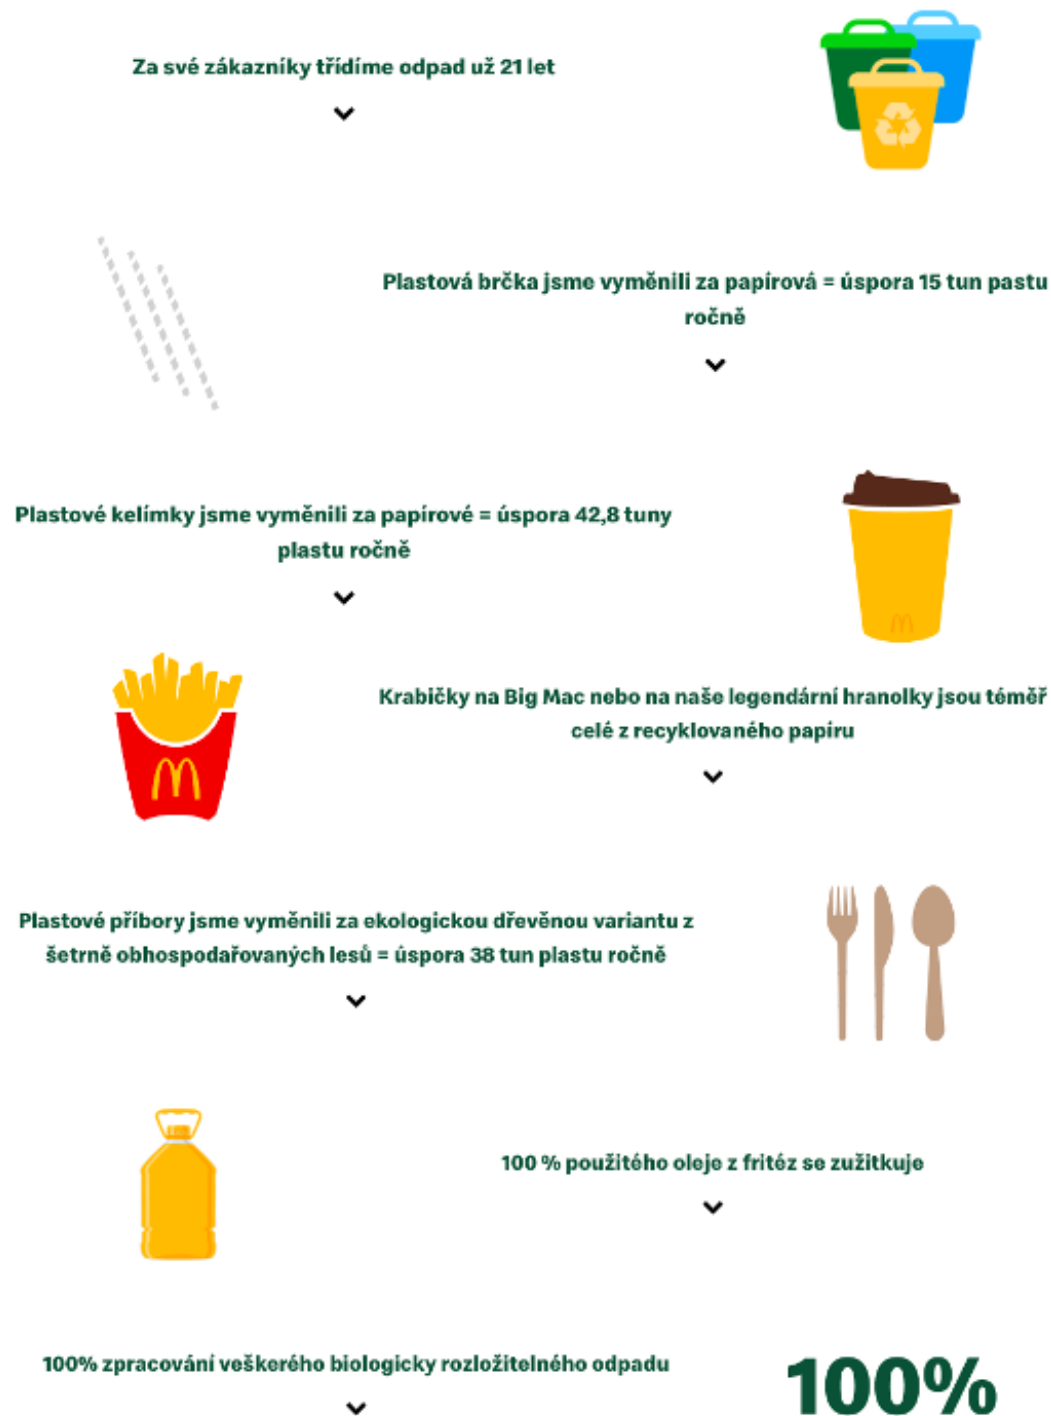 Za své zákazníky třídíme odpad už 21 let
Plastová brčka jsme vyměnili za papírová = úspora 15 tun pastu
ročně
Plastové kelímky jsme vyměnili za papírové = úspora 42,8 tuny
plastu ročně
Krabičky na Big Mac nebo na naše legendární hranolky jsou téměř
celé z recyklovaného papíru
Plastové příbory jsme vyměnili za ekologickou dřevěnou variantu z
šetrně obhospodařovaných lesů = úspora 38 tun plastu ročně
100 % použitého oleje z fritéz se zužitkuje
100% zpracování veškerého biologicky rozložitelného odpadu
100%